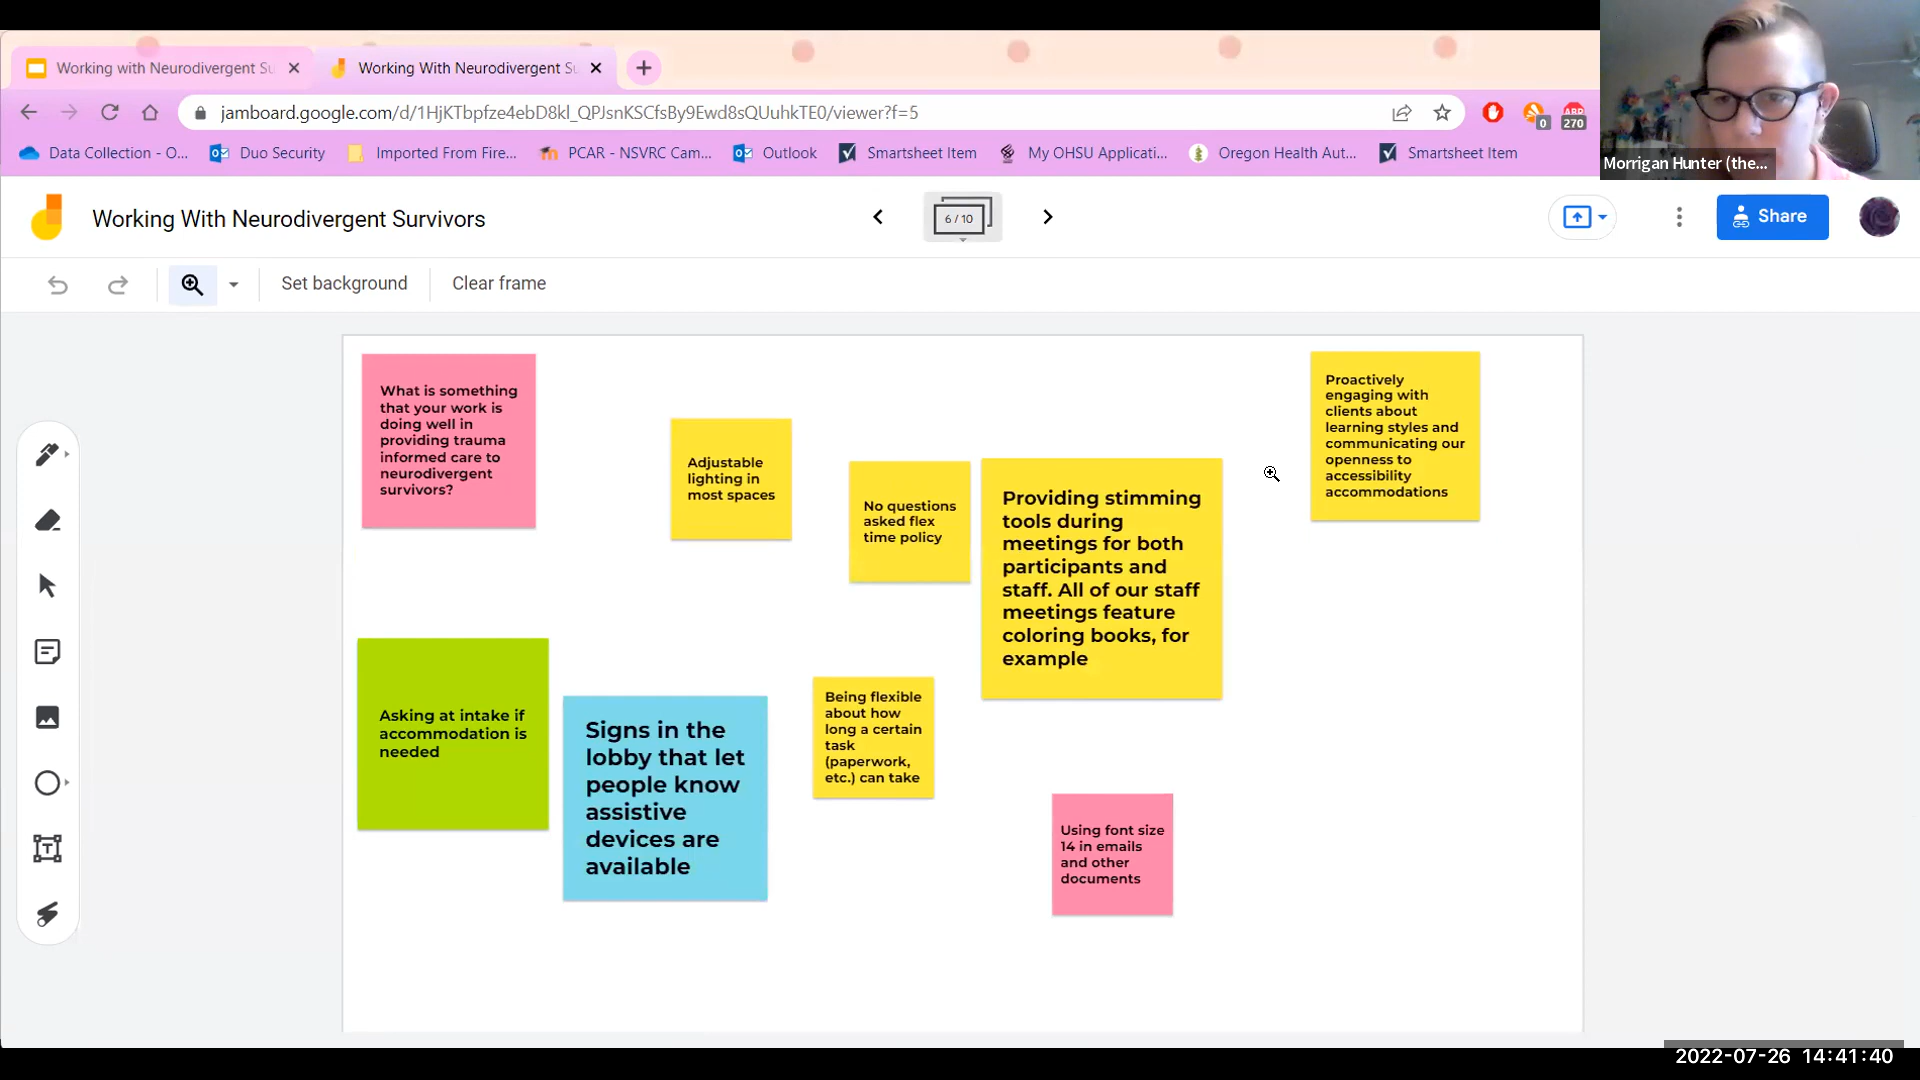 Working with Neurodivergent Su
Working With Neurodivergent Su
jamboard.google.com/d/1HjKTbpfze4ebD8kl_QPJsnKSCfsBy9Ewd8sQUuhkTE0/viewer?f=5
0
ABP
270
Data Collection - O...
Duo Security
Imported From Fire...
PCAR - NSVRC Cam...
Outlook
Smartsheet Item
My OHSU Applicati...
Oregon Health Aut...
Smartsheet Item
Morrigan Hunter (the...
Working With Neurodivergent Survivors
6 / 10
Share
Set background
Clear frame
What is something
that your work is
doing well in
providing trauma
informed care to
neurodivergent
survivors?
Adjustable
lighting in
most spaces
No questions
asked flex
time policy
Providing stimming
tools during
meetings for both
participants and
staff. All of our staff
meetings feature
coloring books, for
example
Proactively
engaging with
clients about
learning styles and
communicating our
openness to
accessibility
accommodations
Asking at intake if
accommodation is
needed
Signs in the
lobby that let
people know
assistive
devices are
available
Being flexible
about how
long a certain
task
(paperwork,
etc.) can take
Using font size
14 in emails
and other
documents
2022-07-26 14:41:40